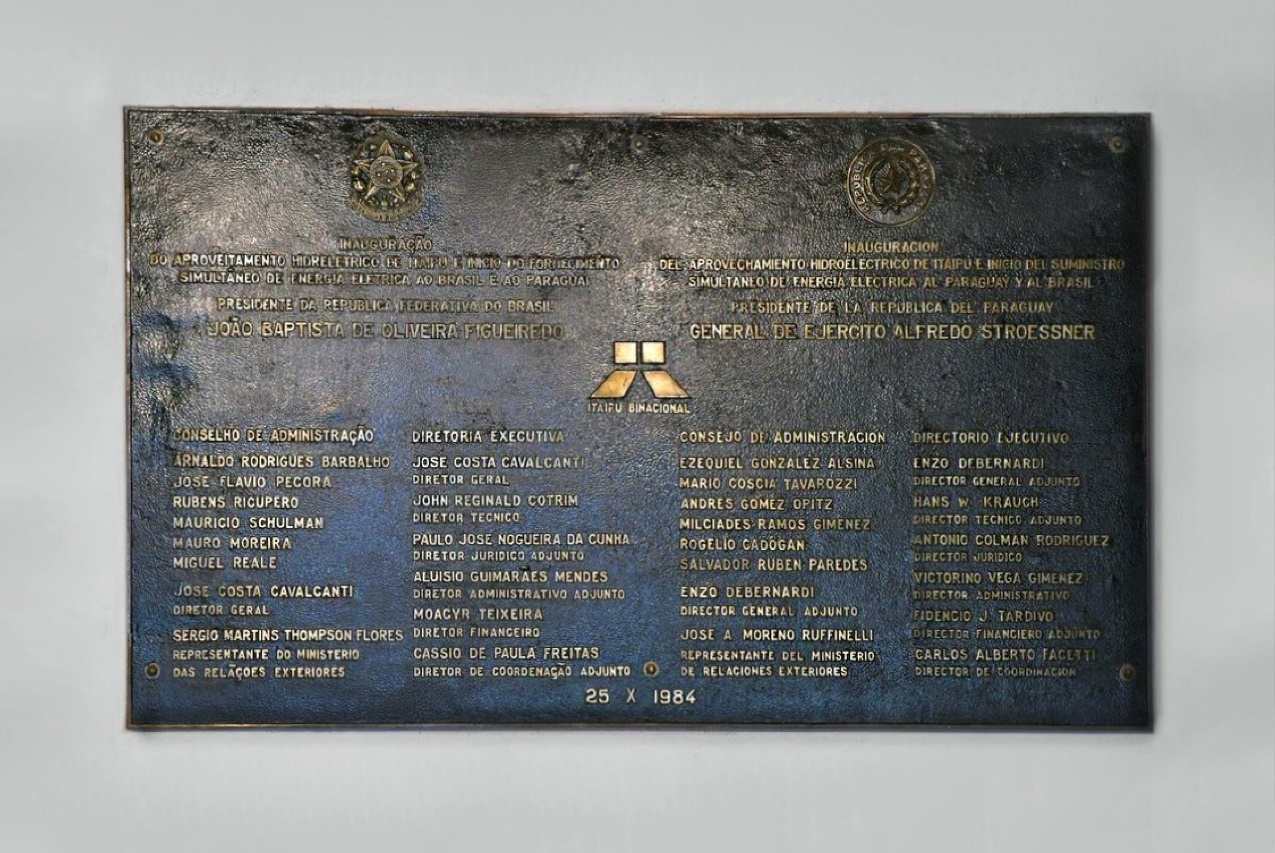 INAUGURAÇÃO
DO APROVEITAMENTO HIDRELETRICO DE ITAIPU E INICIO DO FORNECIMENTO
SIMULTANEO DE ENERGIA ELETRICA AO BRASIL E AO PARAGUAI
PRESIDENTE DA REPUBLICA FEDERATIVA DO BRASIL
JOÃO BAPTISTA DE OLIVEIRA FIGUEIREDO
REPUBLICA
INAUGURACION
DEL APROVECHAMIENTO HIDROELECTRICO DE ITAIPU E INICIO DEL SUMINISTRO
SIMULTANEO DE ENERGIA ELECTRICA AL PARAGUAY Y AL BRASIL
PRESIDENTE DE LA REPUBLICA DEL PARAGUAY
GENERAL DE EJERCITO ALFREDO STROESSNER
ITAIPU BINACIONAL
CONSELHO DE ADMINISTRAÇÃO
ARNALDO RODRIGUES BARBALHO
JOSE FLAVIO PECORA
RUBENS RICUPERO
MAURICIO SCHULMAN
MAURO MOREIRA
MIGUEL REALE
JOSE COSTA CAVALCANTI
DIRETOR GERAL
SERGIO MARTINS THOMPSON FLORES
REPRESENTANTE DO MINISTERIO
DAS RELAÇÕES EXTERIORES
DIRETORIA EXECUTIVA
JOSE COSTA CAVALCANTI
DIRETOR GERAL
JOHN REGINALD COTRIM
DIRETOR TECNICO
PAULO JOSE NOGUEIRA DA CUNHA
DIRETOR JURIDICO ADJUNTO
ALUISIO GUIMARAES MENDES
DIRETOR ADMINISTRATIVO ADJUNTO
MOACYR TEIXEIRA
DIRETOR FINANCEIRO
CASSIO DE PAULA FREITAS
DIRETOR DE COORDENAÇÃO ADJUNTO
CONSEJO DE ADMINISTRACION
EZEQUIEL GONZALEZ ALSINA
MARIO COSCIA TAVAROZZI
ANDRES GOMEZ OPITZ
MILCIADES RAMOS GIMENEZ
ROGELIO CADOGAN
SALVADOR RUBEN PAREDES
ENZO DEBERNARDI
DIRECTOR GENERAL ADJUNTO
JOSE A MORENO RUFFINELLI
REPRESENTANTE DEL MINISTERIO
DE RELACIONES EXTERIORES
DIRECTORIO EJECUTIVO
ENZO DEBERNARDI
DIRECTOR GENERAL ADJUNTO
HANS W KRAUCH
DIRECTOR TECNICO ADJUNTO
ANTONIO COLMAN RODRIGUEZ
DIRECTOR JURIDICO
VICTORINO VEGA GIMENEZ
DIRECTOR ADMINISTRATIVO
FIDENCIO J TARDIVO
DIRECTOR FINANCIERO ADJUNTO
CARLOS ALBERTO FACETTI
DIRECTOR DE COORDINACION
25 X 1984